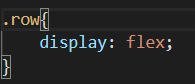 .row{
    display: flex;
}